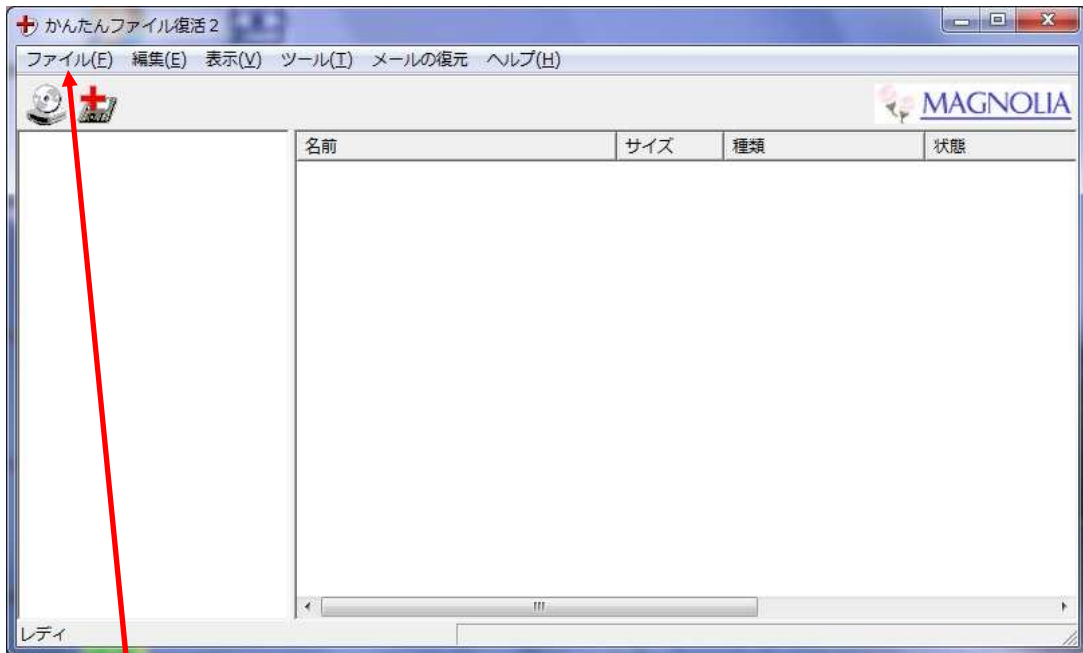 かんたんファイル復活2
ファイル(F) 編集(E) 表示(V) ツール(T) メールの復元 ヘルプ(H)
MAGNOLIA
名前 サイズ 種類 状態
レディ